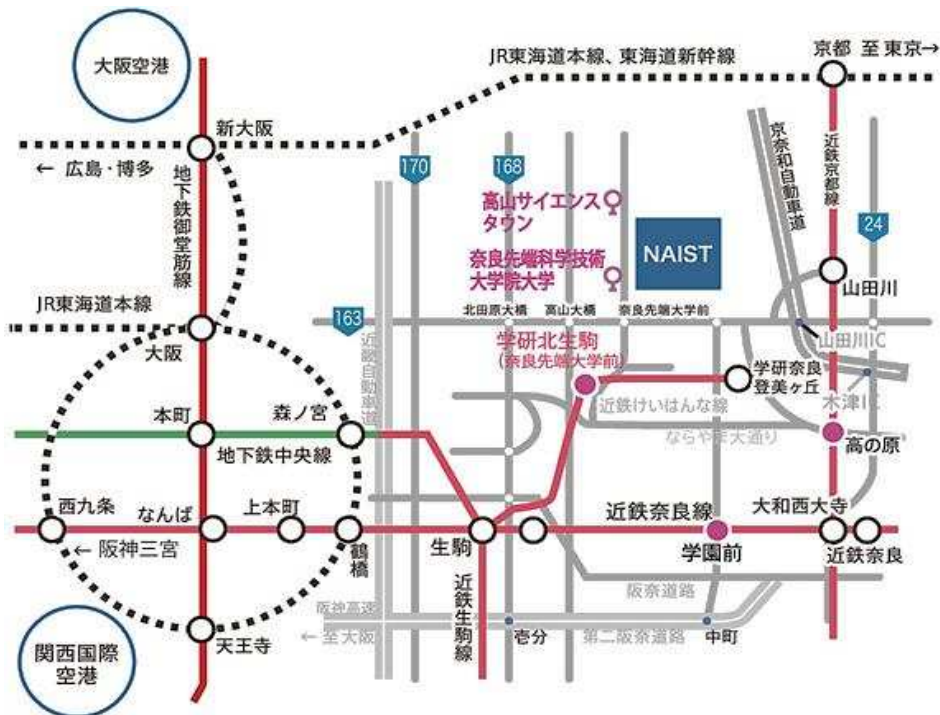 大阪空港
JR東海道本線、東海道新幹線
京都 至 東京→
新大阪
← 広島・博多
地下鉄御堂筋線
170
168
高山サイエンス
タウン
京奈和自動車道
近鉄京都線
24
奈良先端科学技術
大学院大学
NAIST
山田川
JR東海道本線
163
北田原大橋
高山大橋
奈良先端大学前
大阪
近畿自動車道
学研北生駒
(奈良先端大学前)
山田川IC
学研奈良
登美ヶ丘
木津IC
近鉄けいはんな線
本町
森ノ宮
地下鉄中央線
ならやま大通り
高の原
西九条
なんば
上本町
近鉄奈良線
大和西大寺
← 阪神三宮
鶴橋
生駒
学園前
近鉄奈良
近鉄生駒線
阪奈道路
阪神高速
← 至大阪
天王寺
壱分
第二阪奈道路
中町
関西国際
空港